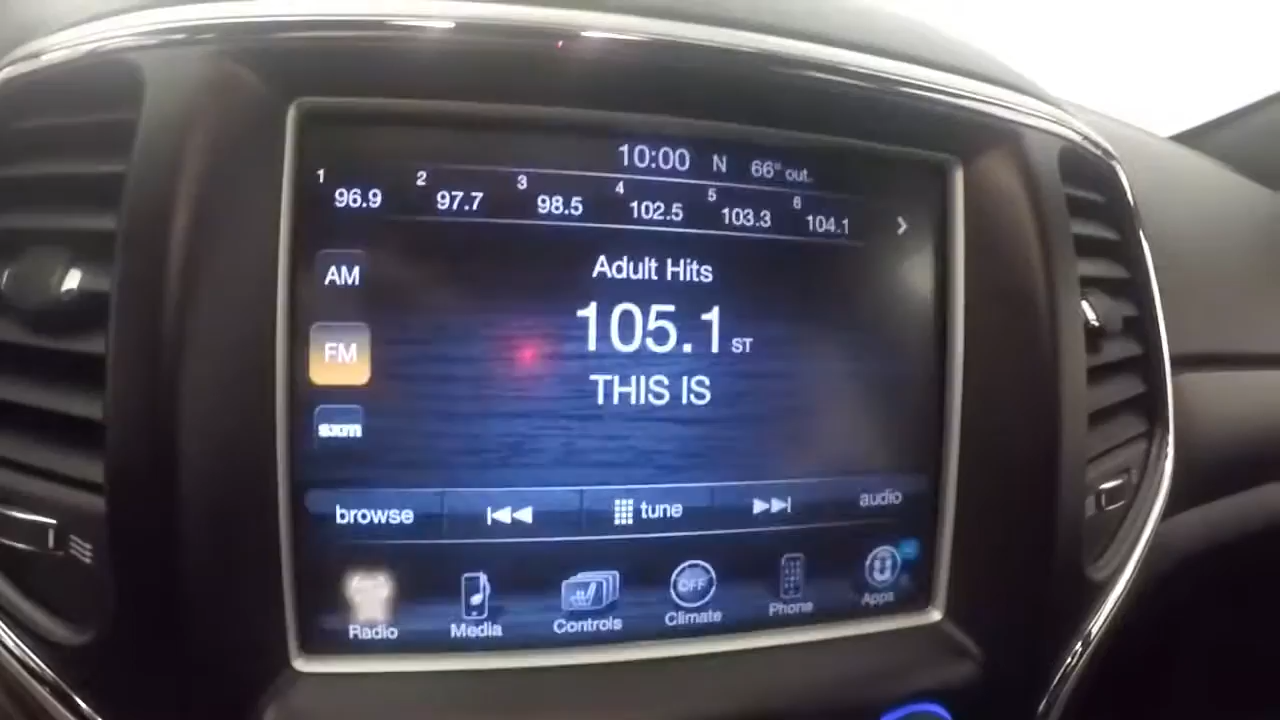 10:00 N 66° out.
1 96.9 2 97.7 3 98.5 4 102.5 5 103.3 6 104.1
AM
Adult Hits
105.1 ST
FM
THIS IS
sxm
browse tune audio
OFF
Radio Media Controls Climate Phone Apps